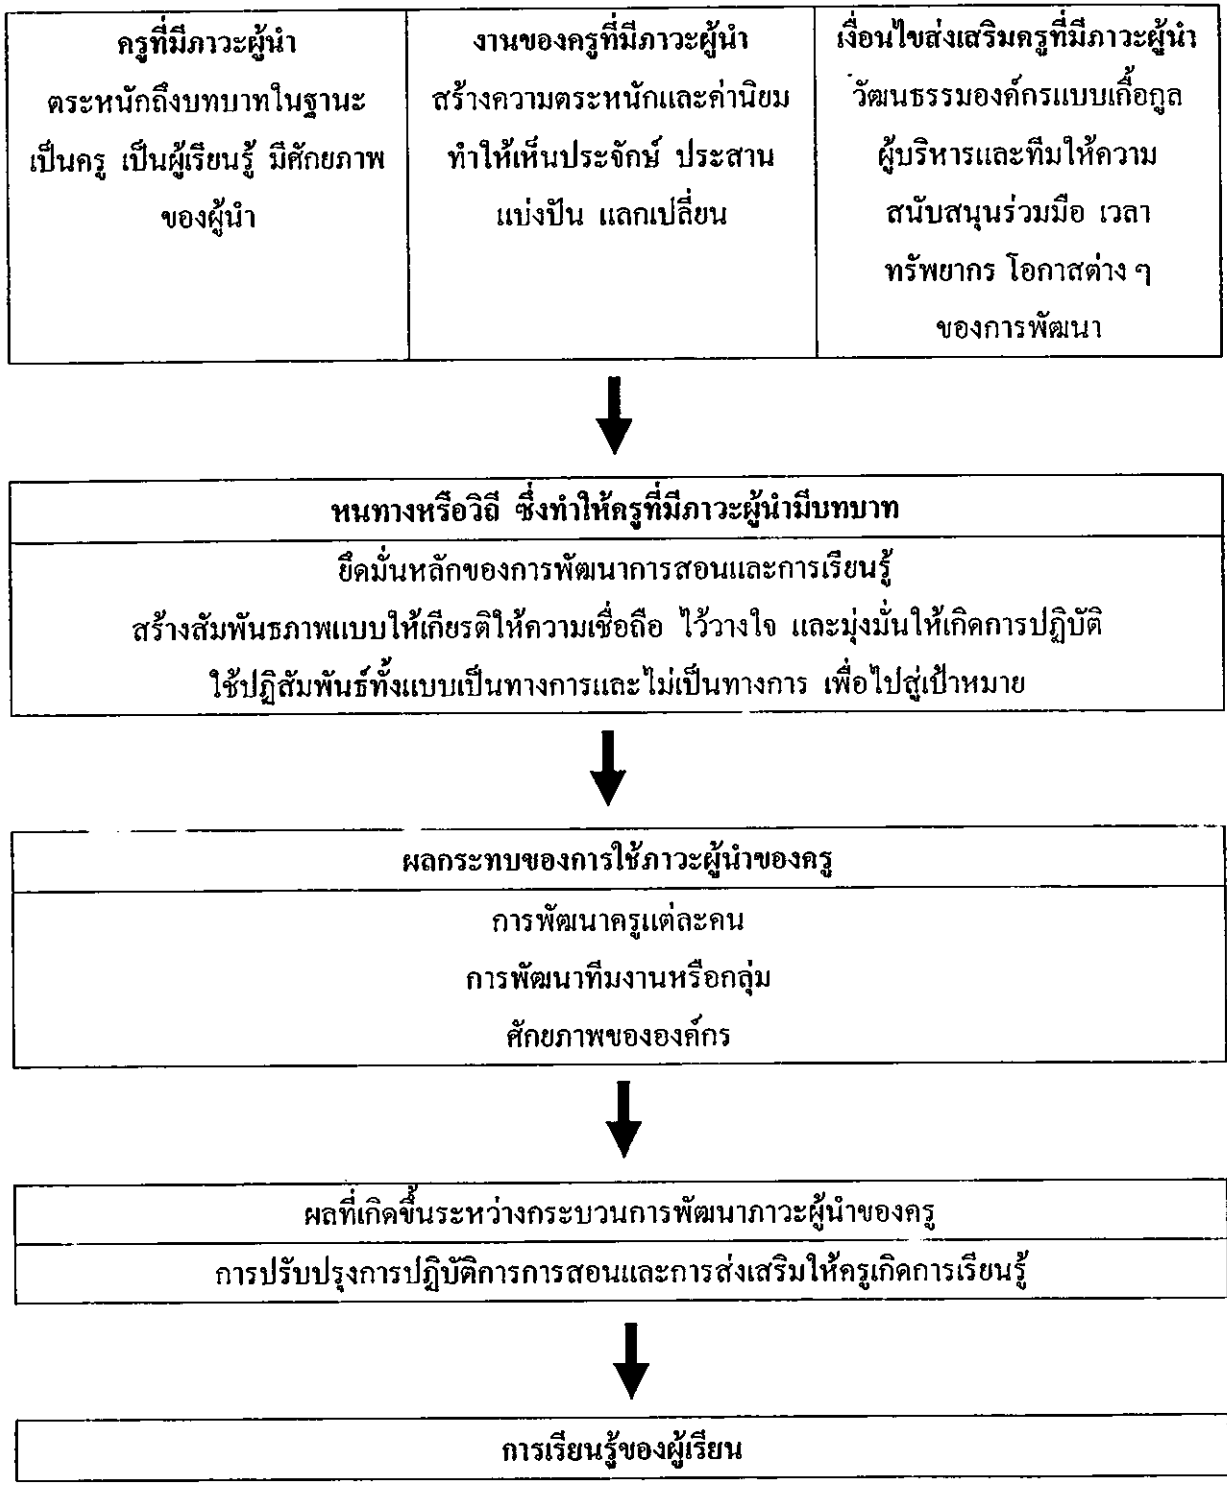 ครูที่มีภาวะผู้นำ
ตระหนักถึงบทบาทในฐานะ
เป็นครู เป็นผู้เรียนรู้ มีศักยภาพ
ของผู้นำ
งานของครูที่มีภาวะผู้นำ
สร้างความตระหนักและค่านิยม
ทำให้เห็นประจักษ์ ประสาน
แบ่งปัน แลกเปลี่ยน
เงื่อนไขส่งเสริมครูที่มีภาวะผู้นำ
วัฒนธรรมองค์กรแบบเกื้อกูล
ผู้บริหารและทีมให้ความ
สนับสนุนร่วมมือ เวลา
ทรัพยากร โอกาสต่าง ๆ
ของการพัฒนา
หนทางหรือวิถี ซึ่งทำให้ครูที่มีภาวะผู้นำมีบทบาท
ยึดมั่นหลักของการพัฒนาการสอนและการเรียนรู้
สร้างสัมพันธภาพแบบให้เกียรติให้ความเชื่อถือ ไว้วางใจ และมุ่งมั่นให้เกิดการปฏิบัติ
ใช้ปฏิสัมพันธ์ทั้งแบบเป็นทางการและไม่เป็นทางการ เพื่อไปสู่เป้าหมาย
ผลกระทบของการใช้ภาวะผู้นำของครู
การพัฒนาครูแต่ละคน
การพัฒนาทีมงานหรือกลุ่ม
ศักยภาพขององค์กร
ผลที่เกิดขึ้นระหว่างกระบวนการพัฒนาภาวะผู้นำของครู
การปรับปรุงการปฏิบัติการการสอนและการส่งเสริมให้ครูเกิดการเรียนรู้
การเรียนรู้ของผู้เรียน